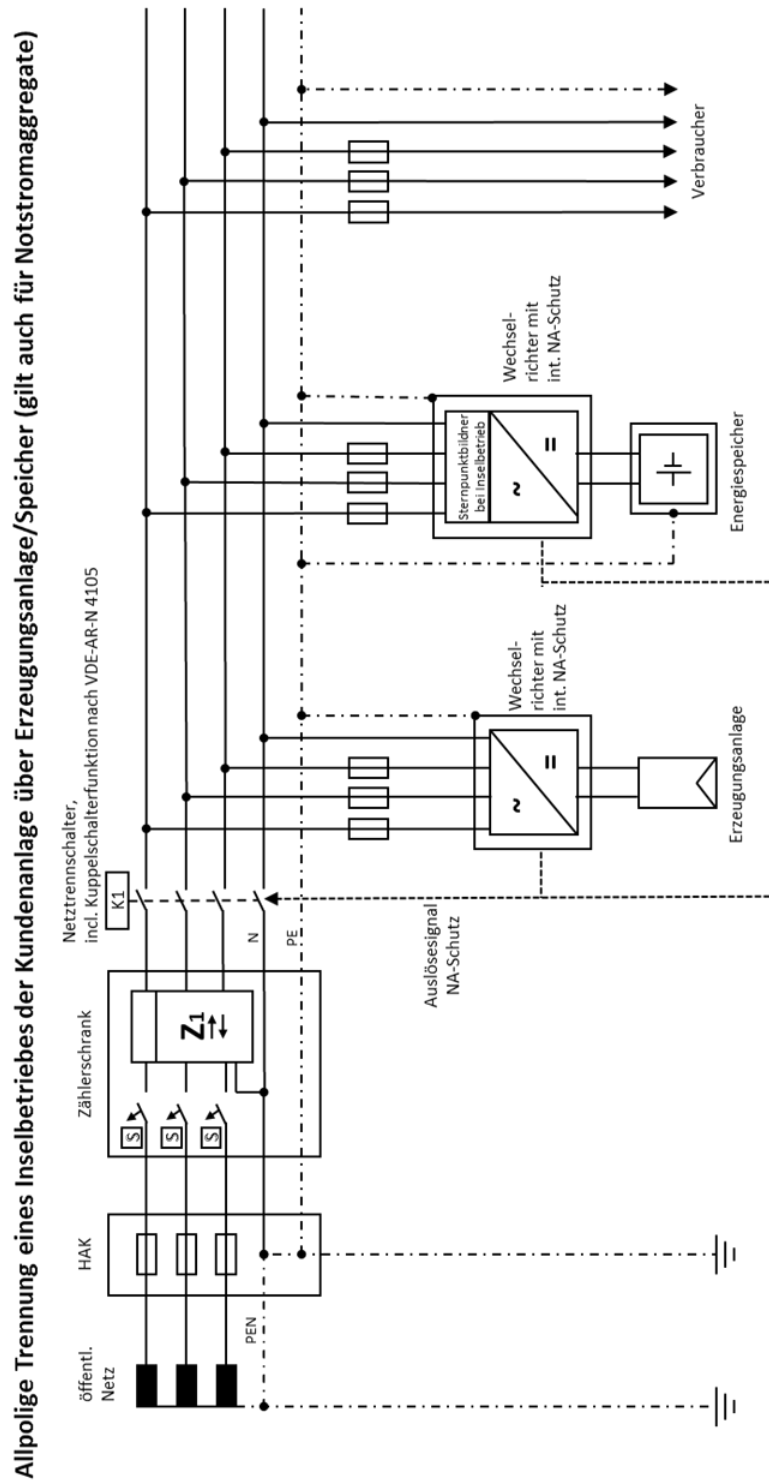 Allpolige Trennung eines Inselbetriebes der Kundenanlage über Erzeugungsanlage/Speicher (gilt auch für Notstromaggregate)
öffentl.
Netz
PEN
HAK
Zählerschrank
S
S
S
Z1
Netztrennschalter,
incl. Kuppelschalterfunktion nach VDE-AR-N 4105
K1
N
PE
Auslösesignal
NA-Schutz
Wechsel-
richter mit
int. NA-Schutz
~
=
Erzeugungsanlage
Wechsel-
richter mit
int. NA-Schutz
Sternpunktbildner
bei Inselbetrieb
~
=
Energiespeicher
Verbraucher